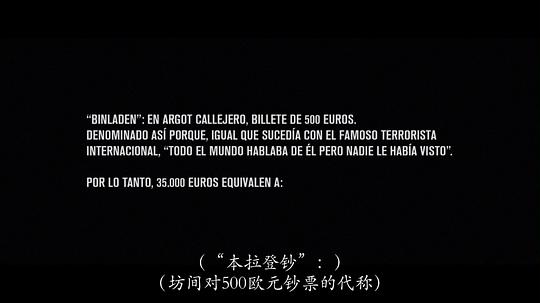 “BINLADEN”: EN ARGOT CALLEJERO, BILLETE DE 500 EUROS.
DENOMINADO ASÍ PORQUE, IGUAL QUE SUCEDÍA CON EL FAMOSO TERRORISTA
INTERNACIONAL, “TODO EL MUNDO HABLABA DE ÉL PERO NADIE LE HABÍA VISTO”.
POR LO TANTO, 35.000 EUROS EQUIVALEN A:
（“本拉登钞”：）
（坊间对500欧元钞票的代称）